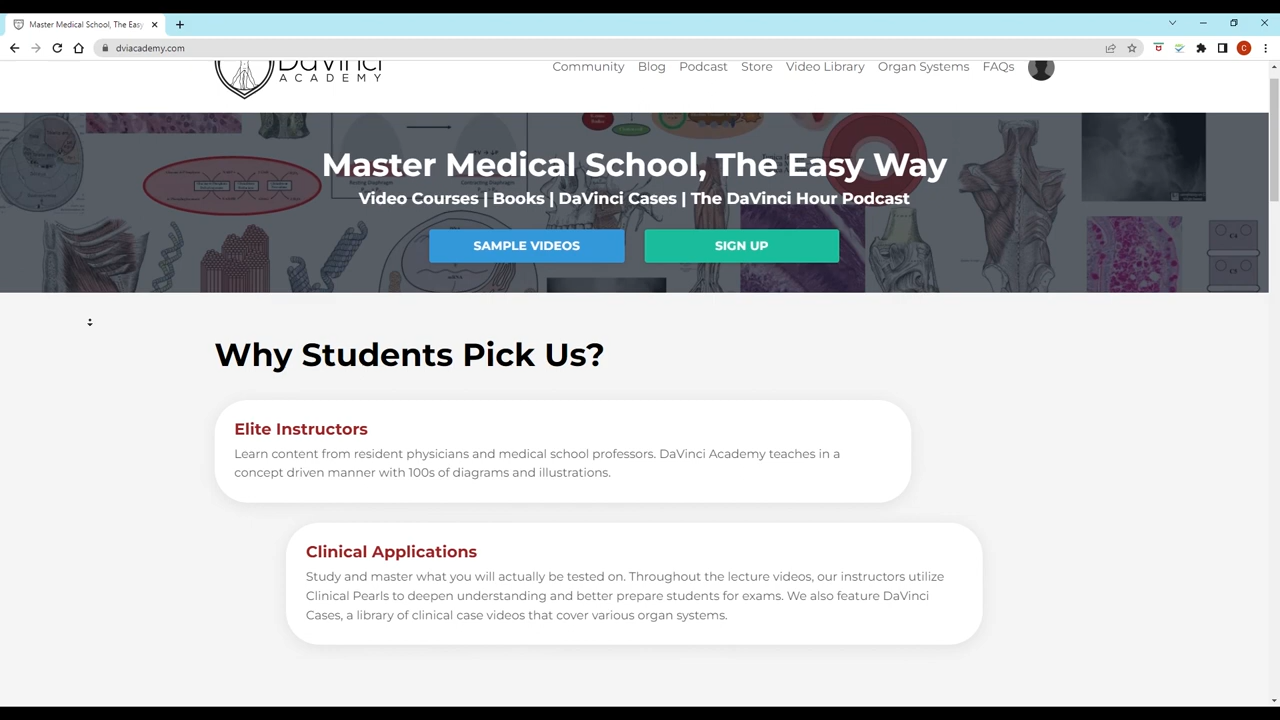 Master Medical School, The Easy
dviacademy.com
C
DaVinci
ACADEMY
Community Blog Podcast Store Video Library Organ Systems FAQs
Master Medical School, The Easy Way
Video Courses | Books | DaVinci Cases | The DaVinci Hour Podcast
SAMPLE VIDEOS
SIGN UP
Why Students Pick Us?
Elite Instructors
Learn content from resident physicians and medical school professors. DaVinci Academy teaches in a
concept driven manner with 100s of diagrams and illustrations.
Clinical Applications
Study and master what you will actually be tested on. Throughout the lecture videos, our instructors utilize
Clinical Pearls to deepen understanding and better prepare students for exams. We also feature DaVinci
Cases, a library of clinical case videos that cover various organ systems.